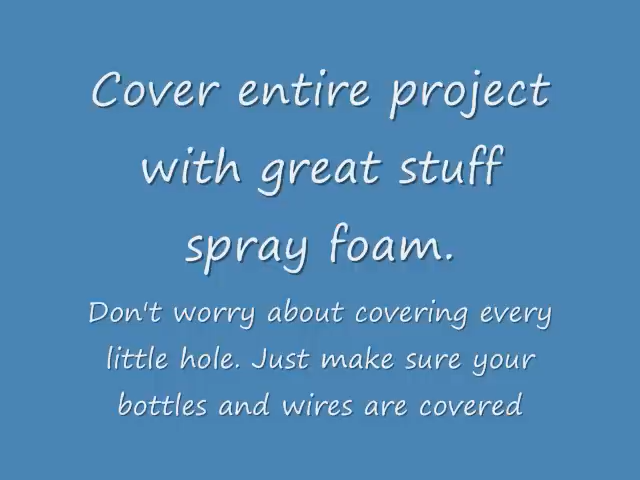 Cover entire project
with great stuff
spray foam.
Don't worry about covering every
little hole. Just make sure your
bottles and wires are covered